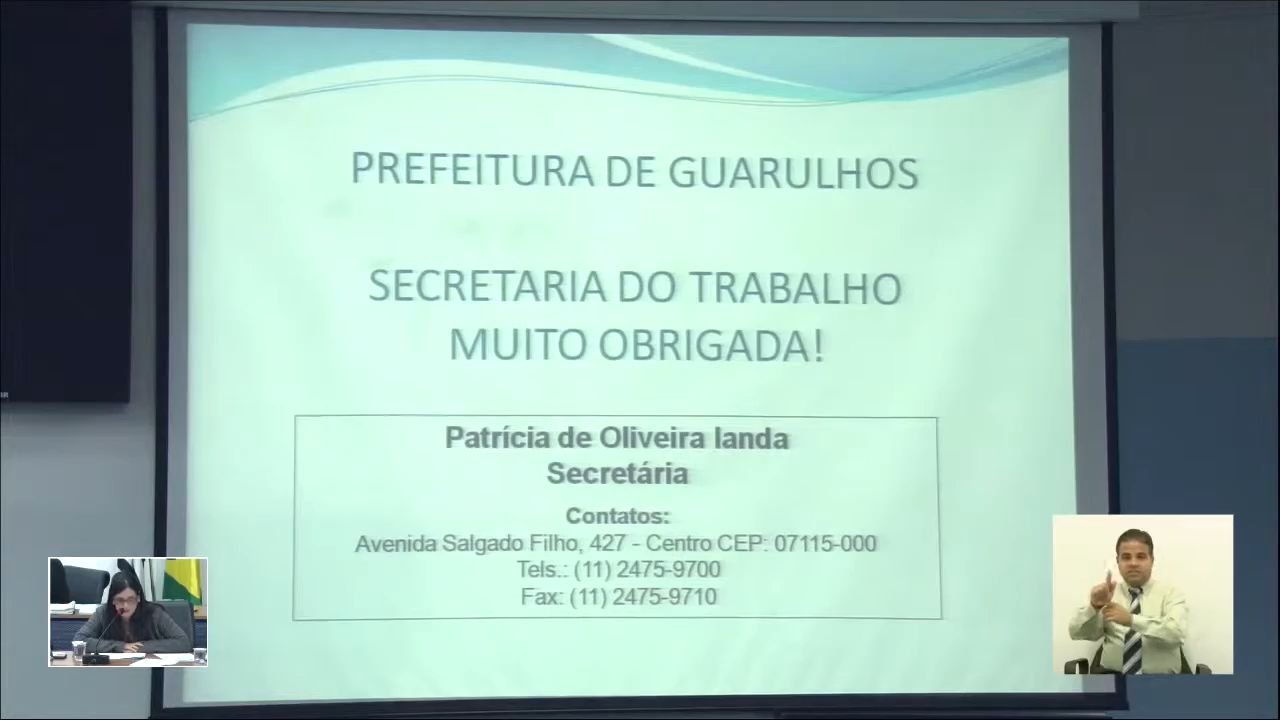 PREFEITURA DE GUARULHOS
SECRETARIA DO TRABALHO
MUITO OBRIGADA!
Patrícia de Oliveira Ianda
Secretária
Contatos:
Avenida Salgado Filho, 427 - Centro CEP: 07115-000
Tels.: (11) 2475-9700
Fax: (11) 2475-9710